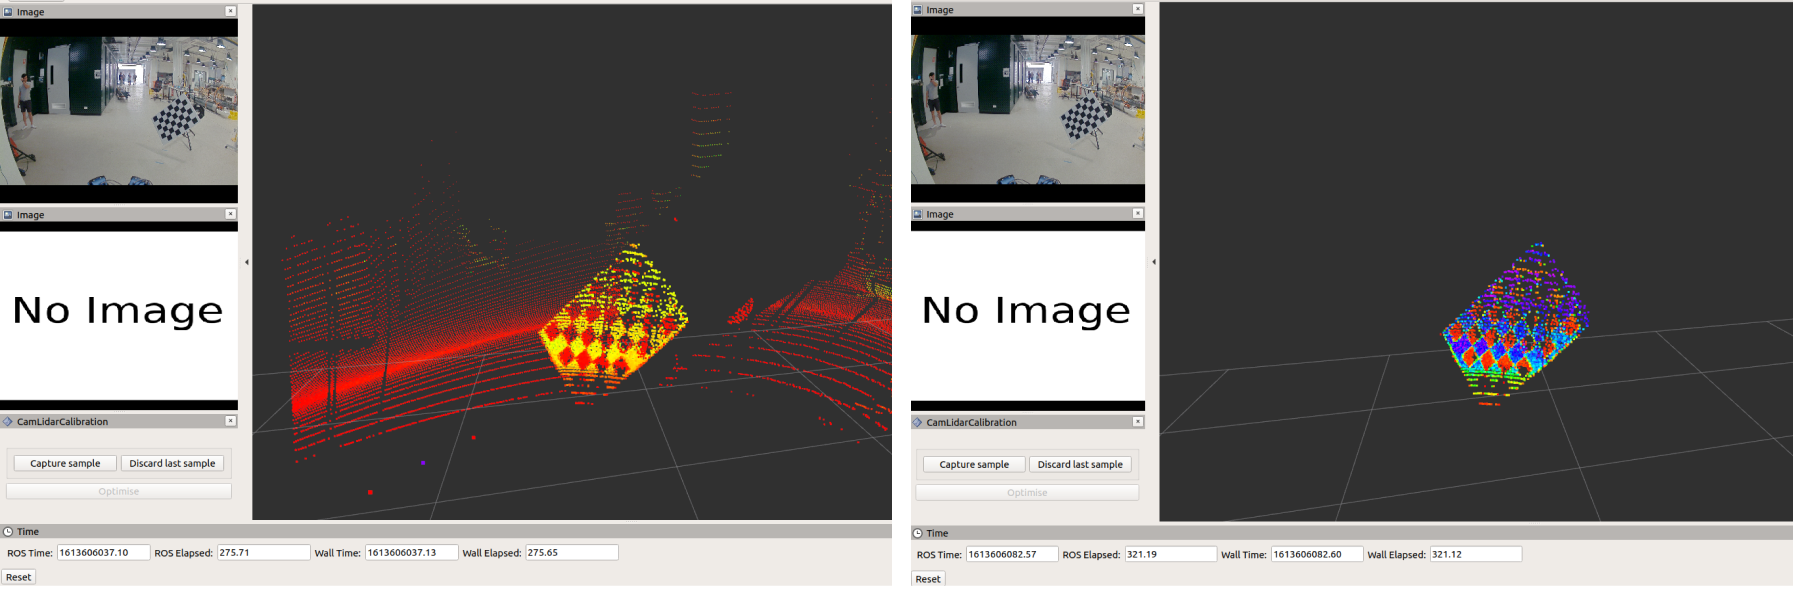 Image
No Image
Image
CamLidarCalibration
Capture sample Discard last sample
Optimise
Time
ROS Time: 1613606037.10 ROS Elapsed: 275.71 Wall Time: 1613606037.13 Wall Elapsed: 275.65
Reset
Image
Image
No Image
CamLidarCalibration
Capture sample Discard last sample
Optimise
Time
ROS Time: 1613606082.57 ROS Elapsed: 321.19 Wall Time: 1613606082.60 Wall Elapsed: 321.12
Reset